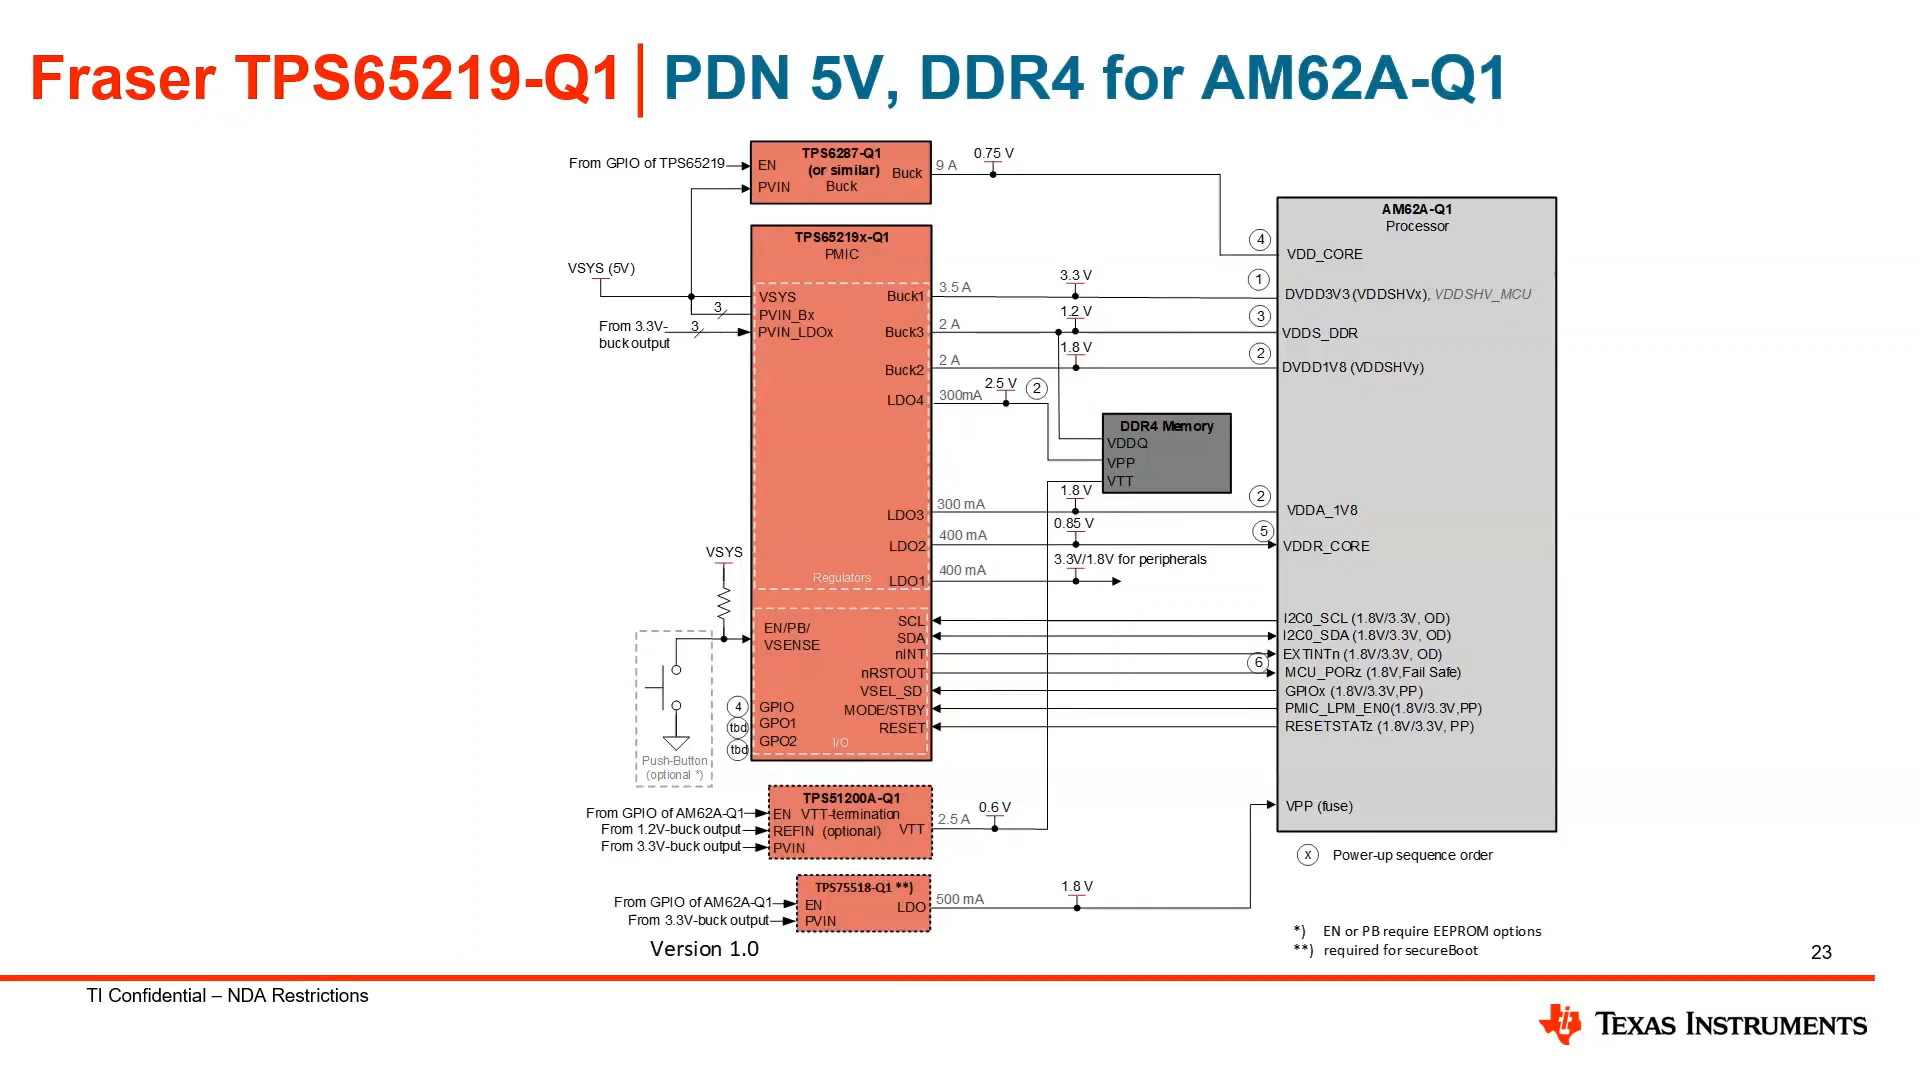 Fraser TPS65219-Q1 | PDN 5V, DDR4 for AM62A-Q1
From GPIO of TPS65219
TPS6287-Q1
(or similar)
Buck
EN
PVIN
Buck
9 A
0.75 V
AM62A-Q1
Processor
TPS65219x-Q1
PMIC
VSYS (5V)
4
VDD_CORE
VSYS
Buck1
3.5 A
3.3 V
1
DVDD3V3 (VDDSHVx), VDDSHV_MCU
3
PVIN_Bx
1.2 V
3
From 3.3V-
buck output
3
PVIN_LDOx
Buck3
2 A
VDDS_DDR
1.8 V
2
Buck2
2 A
DVDD1V8 (VDDSHVy)
LDO4
300mA
2.5 V
2
DDR4 Memory
VDDQ
VPP
VTT
1.8 V
2
LDO3
300 mA
VDDA_1V8
0.85 V
5
LDO2
400 mA
VDDR_CORE
3.3V/1.8V for peripherals
Regulators
LDO1
400 mA
VSYS
EN/PB/
VSENSE
SCL
I2C0_SCL (1.8V/3.3V, OD)
SDA
I2C0_SDA (1.8V/3.3V, OD)
nINT
EXTINTn (1.8V/3.3V, OD)
6
nRSTOUT
MCU_PORz (1.8V,Fail Safe)
VSEL_SD
GPIOx (1.8V/3.3V,PP)
4
GPIO
MODE/STBY
PMIC_LPM_EN0(1.8V/3.3V,PP)
tbd
GPO1
RESET
RESETSTATz (1.8V/3.3V, PP)
tbd
GPO2
I/O
Push-Button
(optional *)
TPS51200A-Q1
From GPIO of AM62A-Q1
EN
VTT-termination
From 1.2V-buck output
REFIN
(optional)
VTT
2.5 A
0.6 V
From 3.3V-buck output
PVIN
VPP (fuse)
x
Power-up sequence order
TPS75518-Q1 **)
From GPIO of AM62A-Q1
EN
LDO
500 mA
1.8 V
From 3.3V-buck output
PVIN
*) EN or PB require EEPROM options
**) required for secureBoot
Version 1.0
23
TI Confidential – NDA Restrictions
TEXAS INSTRUMENTS